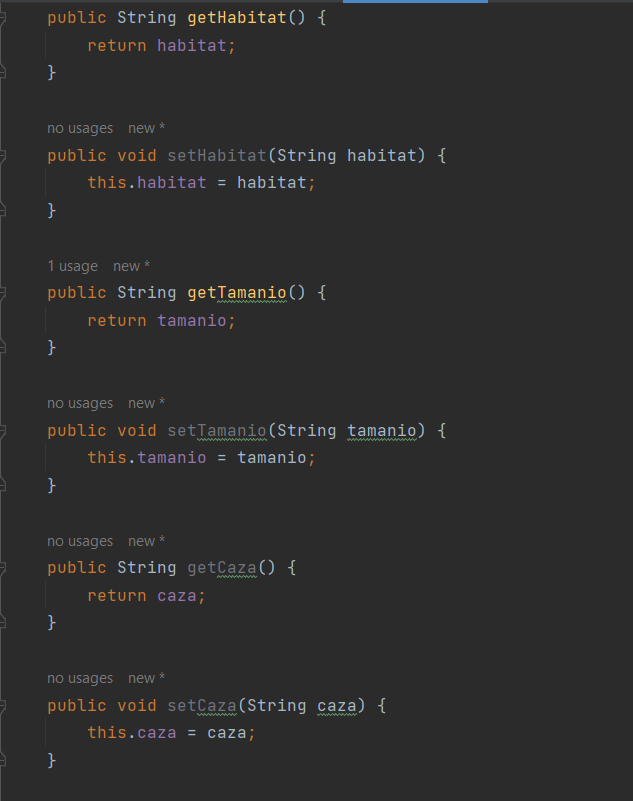 public String getHabitat() {
return habitat;
}
no usages new *
public void setHabitat(String habitat) {
this.habitat = habitat;
}
1 usage new *
public String getTamanio() {
return tamanio;
}
no usages new *
public void setTamanio(String tamanio) {
this.tamanio = tamanio;
}
no usages new *
public String getCaza() {
return caza;
}
no usages new *
public void setCaza(String caza) {
this.caza = caza;
}